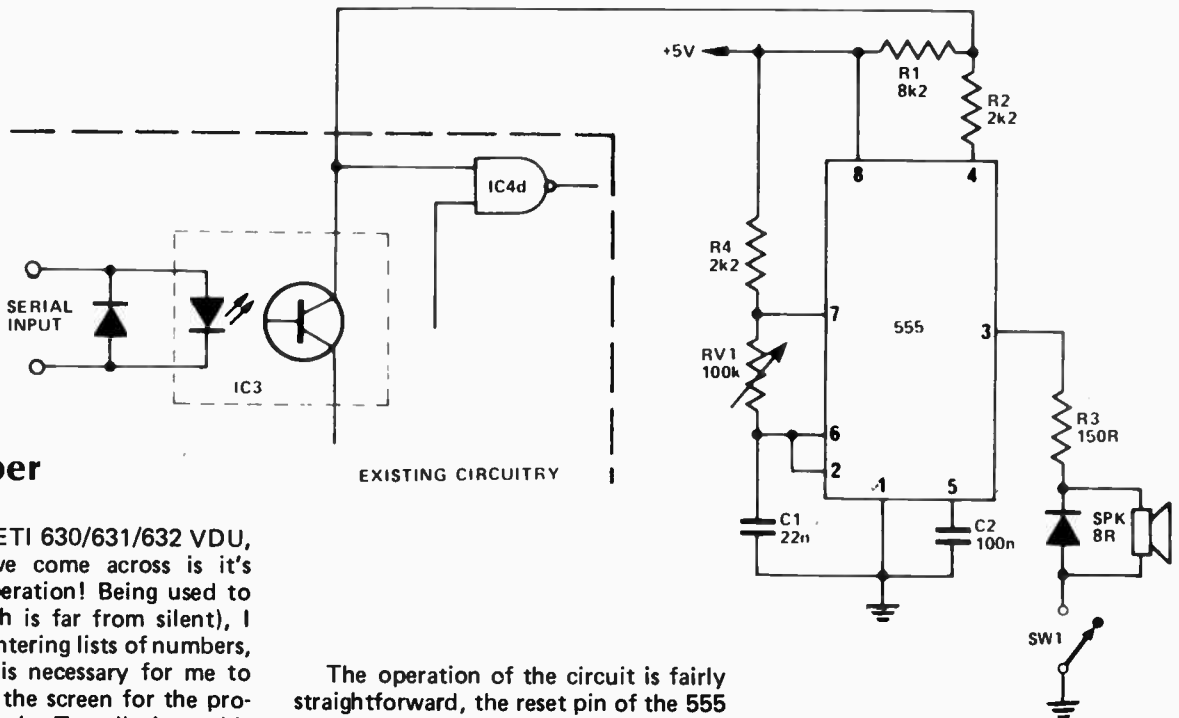 +5V
R1
8k2
R2
2k2
8
4
IC4d
R4
2k2
SERIAL
INPUT
7
555
3
RV1
100k
IC3
R3
150R
6
2
EXISTING CIRCUITRY
1
5
C1
22n
C2
100n
SPK
8R
SW1
ETI 630/631/632 VDU,
come across is it's
Being used to
is far from silent), I
lists of numbers,
is necessary for me to
the screen for the pro-
The operation of the circuit is fairly
straightforward, the reset pin of the 555